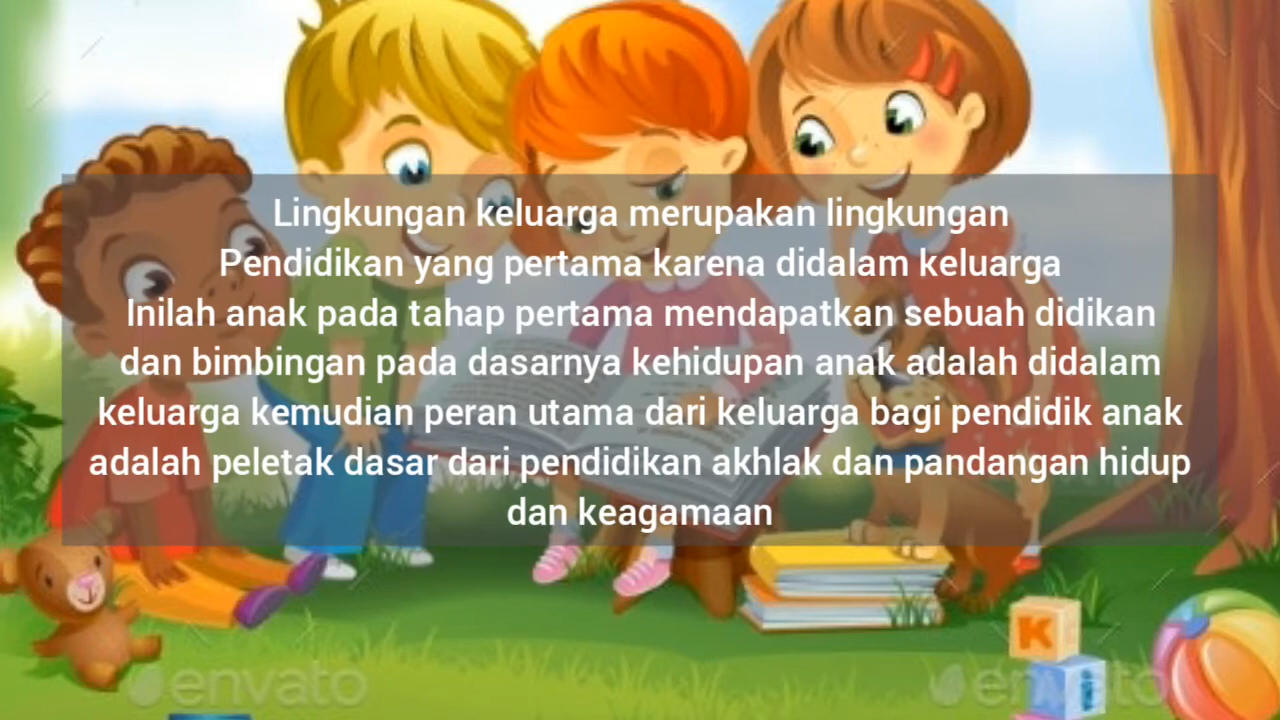 Lingkungan keluarga merupakan lingkungan
Pendidikan yang pertama karena didalam keluarga
Inilah anak pada tahap pertama mendapatkan sebuah didikan
dan bimbingan pada dasarnya kehidupan anak adalah didalam
keluarga kemudian peran utama dari keluarga bagi pendidik anak
adalah peletak dasar dari pendidikan akhlak dan pandangan hidup
dan keagamaan
K
envato
envato